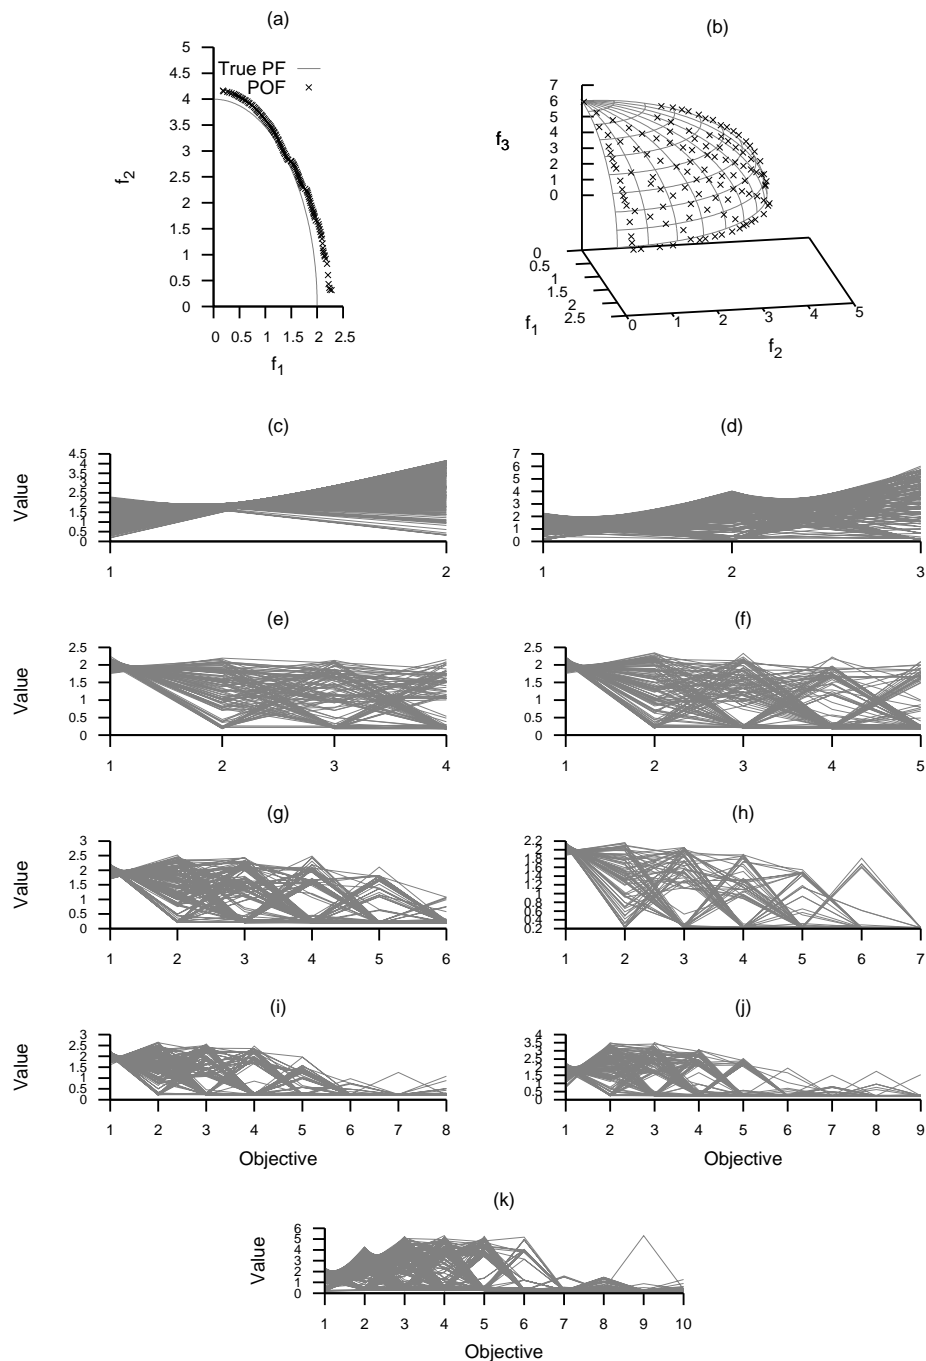 (a)
5
4.5
4
3.5
3
2.5
2
1.5
1
0.5
0
True PF
POF
f2
0 0.5 1 1.5 2 2.5
f1
(b)
7
6
5
4
3
2
1
0
f3
0
0.5
1
1.5
2
2.5
f1
0 1 2 3 4 5
f2
(c)
Value
4.5
4
3.5
3
2.5
2
1.5
1
0.5
0
1 2
(d)
7
6
5
4
3
2
1
0
1 2 3
(e)
Value
2.5
2
1.5
1
0.5
0
1 2 3 4
(f)
2.5
2
1.5
1
0.5
0
1 2 3 4 5
(g)
Value
3
2.5
2
1.5
1
0.5
0
1 2 3 4 5 6
(h)
2.2
2
1.8
1.6
1.4
1.2
1
0.8
0.6
0.4
0.2
1 2 3 4 5 6 7
(i)
Value
3
2.5
2
1.5
1
0.5
0
1 2 3 4 5 6 7 8
Objective
(j)
4
3.5
3
2.5
2
1.5
1
0.5
0
1 2 3 4 5 6 7 8 9
Objective
(k)
Value
6
5
4
3
2
1
0
1 2 3 4 5 6 7 8 9 10
Objective